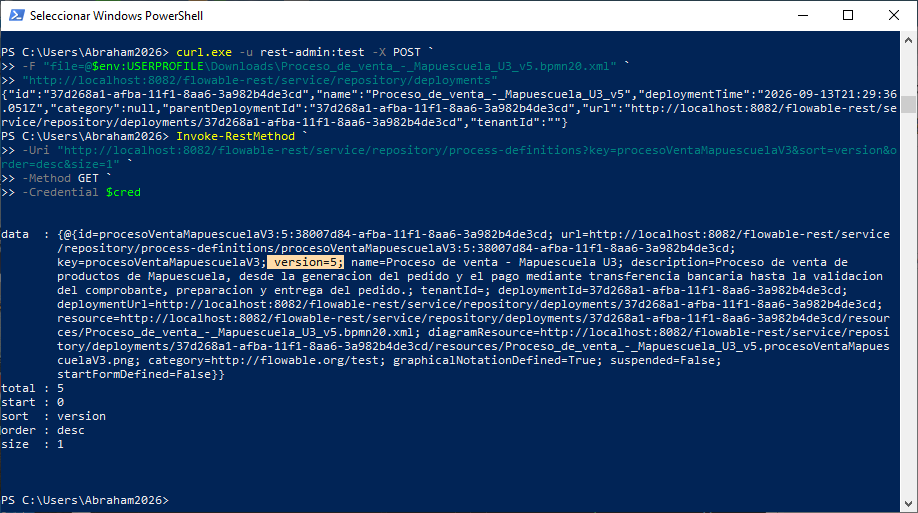 Seleccionar Windows PowerShell
PS C:\Users\Abraham2026> curl.exe -u rest-admin:test -X POST `
>> -F "file=@$env:USERPROFILE\Downloads\Proceso_de_venta_-_Mapuescuela_U3_v5.bpmn20.xml" `
>> "http://localhost:8082/flowable-rest/service/repository/deployments"
{"id":"37d268a1-afba-11f1-8aa6-3a982b4de3cd","name":"Proceso_de_venta_-_Mapuescuela_U3_v5","deploymentTime":"2026-09-13T21:29:36
.051Z","category":null,"parentDeploymentId":"37d268a1-afba-11f1-8aa6-3a982b4de3cd","url":"http://localhost:8082/flowable-rest/se
rvice/repository/deployments/37d268a1-afba-11f1-8aa6-3a982b4de3cd","tenantId":""}
PS C:\Users\Abraham2026> Invoke-RestMethod `
>> -Uri "http://localhost:8082/flowable-rest/service/repository/process-definitions?key=procesoVentaMapuescuelaV3&sort=version&o
rder=desc&size=1" `
>> -Method GET `
>> -Credential $cred
data  : {@{id=procesoVentaMapuescuelaV3:5:38007d84-afba-11f1-8aa6-3a982b4de3cd; url=http://localhost:8082/flowable-rest/service
/repository/process-definitions/procesoVentaMapuescuelaV3:5:38007d84-afba-11f1-8aa6-3a982b4de3cd;
key=procesoVentaMapuescuelaV3; version=5; name=Proceso de venta - Mapuescuela U3; description=Proceso de venta de
productos de Mapuescuela, desde la generacion del pedido y el pago mediante transferencia bancaria hasta la validacion
del comprobante, preparacion y entrega del pedido.; tenantId=; deploymentId=37d268a1-afba-11f1-8aa6-3a982b4de3cd;
deploymentUrl=http://localhost:8082/flowable-rest/service/repository/deployments/37d268a1-afba-11f1-8aa6-3a982b4de3cd;
resource=http://localhost:8082/flowable-rest/service/repository/deployments/37d268a1-afba-11f1-8aa6-3a982b4de3cd/resour
ces/Proceso_de_venta_-_Mapuescuela_U3_v5.bpmn20.xml; diagramResource=http://localhost:8082/flowable-rest/service/reposi
tory/deployments/37d268a1-afba-11f1-8aa6-3a982b4de3cd/resources/Proceso_de_venta_-_Mapuescuela_U3_v5.procesoVentaMapues
cuelaV3.png; category=http://flowable.org/test; graphicalNotationDefined=True; suspended=False;
startFormDefined=False}}
total : 5
start : 0
sort  : version
order : desc
size  : 1
PS C:\Users\Abraham2026>